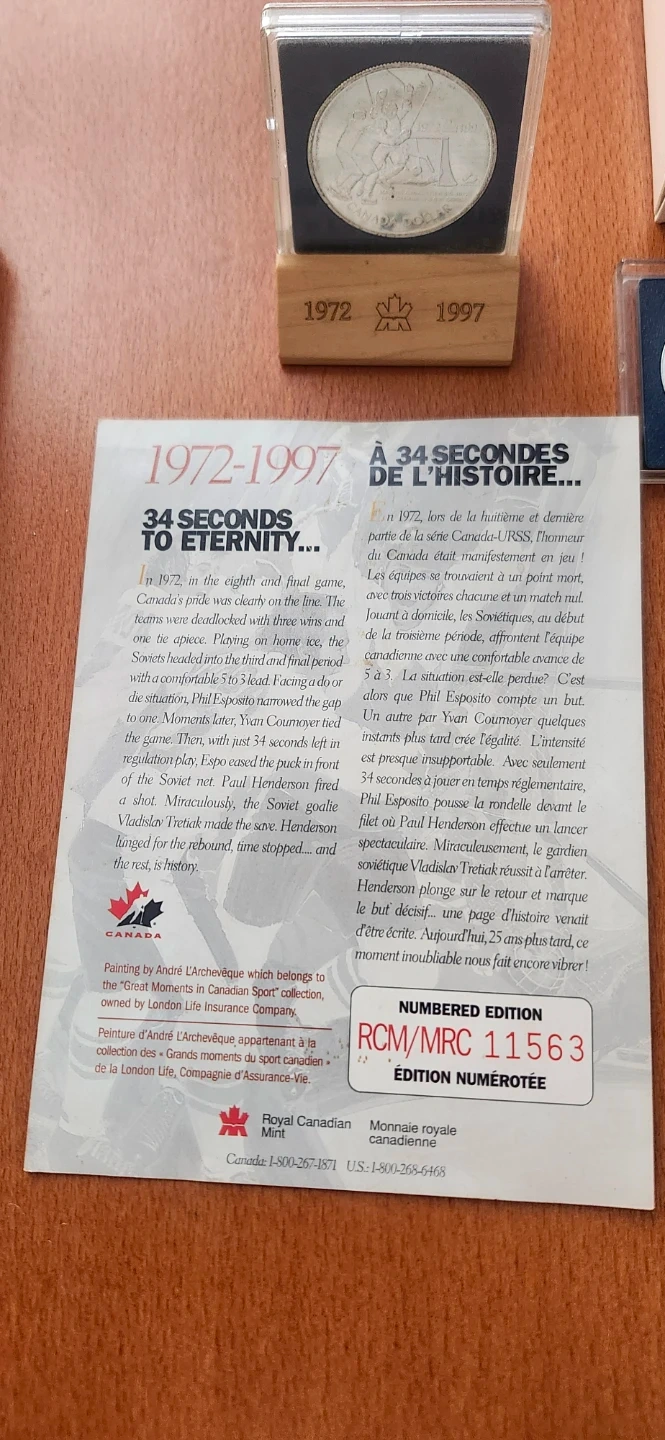 CANADA DOLLAR
1972 1997
1972-1997
34 SECONDS
TO ETERNITY...
In 1972, in the eighth and final game,
Canada's pride was clearly on the line. The
teams were deadlocked with three wins and
one tie apiece. Playing on home ice, the
Soviets headed into the third and final period
with a comfortable 5 to 3 lead. Facing a do or
die situation, Phil Esposito narrowed the gap
to one. Moments later, Yvan Cournoyer tied
the game. Then, with just 34 seconds left in
regulation play, Espo eased the puck in front
of the Soviet net. Paul Henderson fired
a shot. Miraculously, the Soviet goalie
Vladislav Tretiak made the save. Henderson
lunged for the rebound, time stopped.... and
the rest, is history.
CANADA
Painting by André L'Archevêque which belongs to
the "Great Moments in Canadian Sport" collection,
owned by London Life Insurance Company.
Peinture d'André L'Archevêque appartenant à la
collection des « Grands moments du sport canadien »
de la London Life, Compagnie d'Assurance-Vie.
À 34 SECONDES
DE L'HISTOIRE...
En 1972, lors de la huitième et dernière
partie de la série Canada-URSS, l'honneur
du Canada était manifestement en jeu !
Les équipes se trouvaient à un point mort,
avec trois victoires chacune et un match nul.
Jouant à domicile, les Soviétiques, au début
de la troisième période, affrontent l'équipe
canadienne avec une confortable avance de
5 à 3. La situation est-elle perdue? C'est
alors que Phil Esposito compte un but.
Un autre par Yvan Cournoyer quelques
instants plus tard crée l'égalité. L'intensité
est presque insupportable. Avec seulement
34 secondes à jouer en temps réglementaire,
Phil Esposito pousse la rondelle devant le
filet où Paul Henderson effectue un lancer
spectaculaire. Miraculeusement, le gardien
soviétique Vladislav Tretiak réussit à l'arrêter.
Henderson plonge sur le retour et marque
le but décisif... une page d'histoire venait
d'être écrite. Aujourd'hui, 25 ans plus tard, ce
moment inoubliable nous fait encore vibrer !
NUMBERED EDITION
RCM/MRC 11563
ÉDITION NUMÉROTÉE
Royal Canadian
Mint
Monnaie royale
canadienne
Canada: 1-800-267-1871 U.S.: 1-800-268-6468